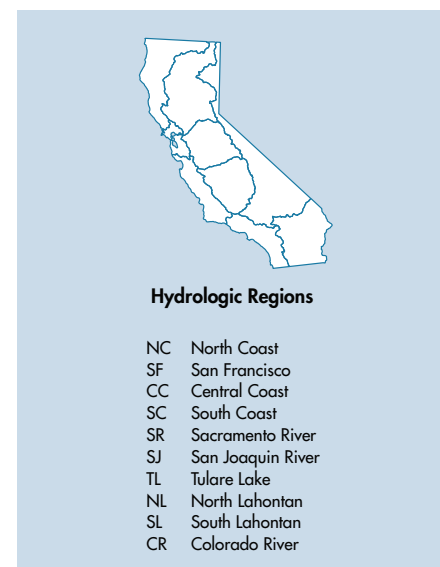 Hydrologic Regions
NC North Coast
SF San Francisco
CC Central Coast
SC South Coast
SR Sacramento River
SJ San Joaquin River
TL Tulare Lake
NL North Lahontan
SL South Lahontan
CR Colorado River